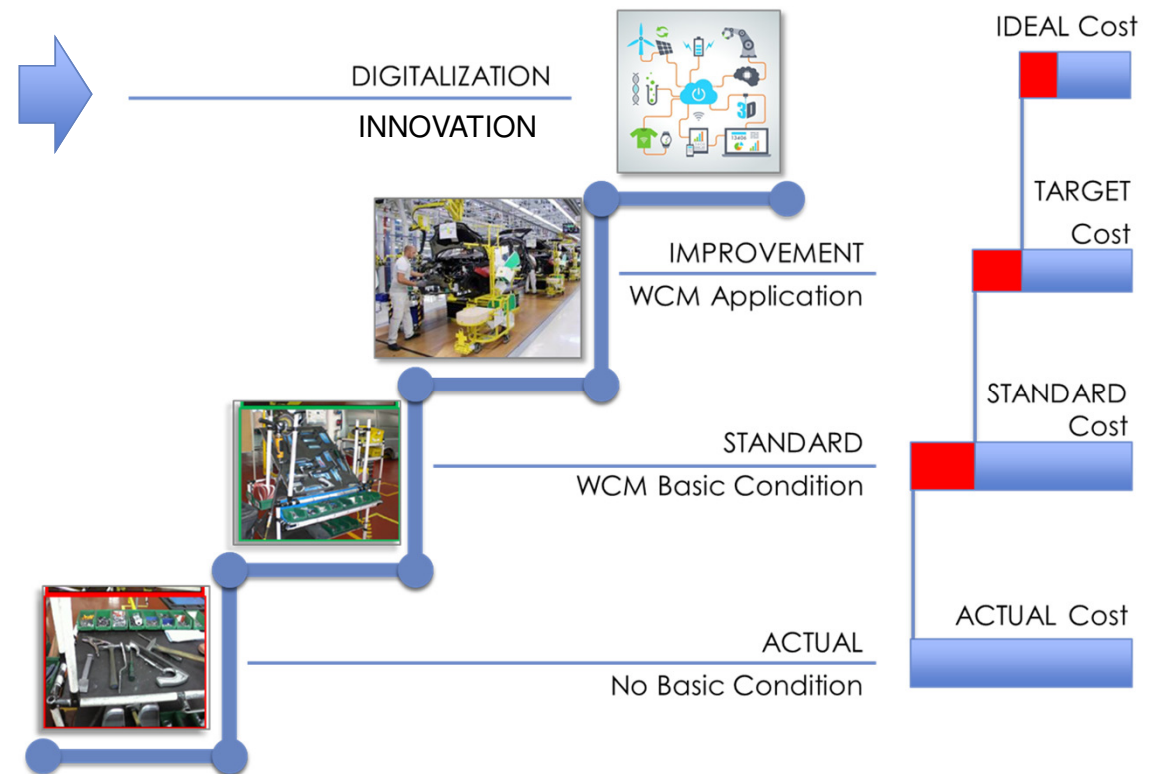 IDEAL Cost
DIGITALIZATION
INNOVATION
3D
TARGET
Cost
IMPROVEMENT
WCM Application
STANDARD
Cost
STANDARD
WCM Basic Condition
ACTUAL Cost
ACTUAL
No Basic Condition